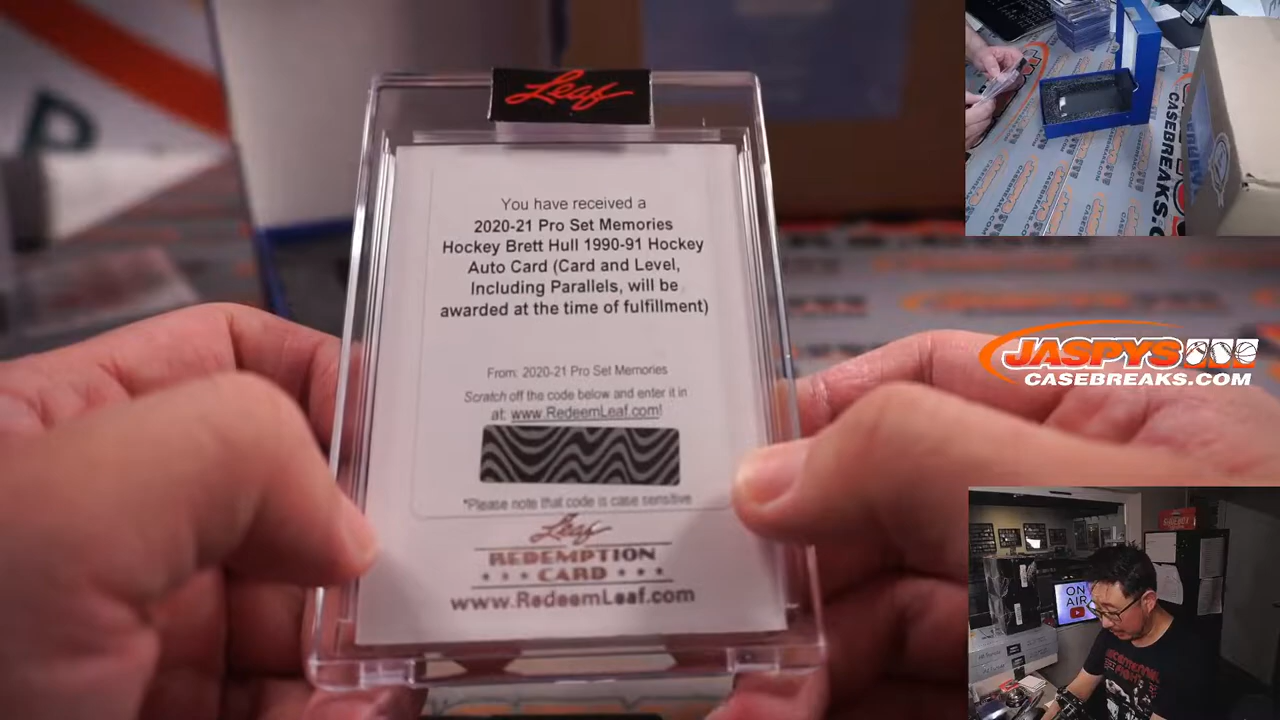 Leaf
You have received a
2020-21 Pro Set Memories
Hockey Brett Hull 1990-91 Hockey
Auto Card (Card and Level,
Including Parallels, will be
awarded at the time of fulfillment)
From: 2020-21 Pro Set Memories
Scratch off the code below and enter it in
at: www.RedeemLeaf.com!
*Please note that code is case sensitive
Leaf
REDEMPTION
CARD
www.RedeemLeaf.com
P
CASEBREAKS.CO
JASPYS
CASEBREAKS.COM
ON
AIR